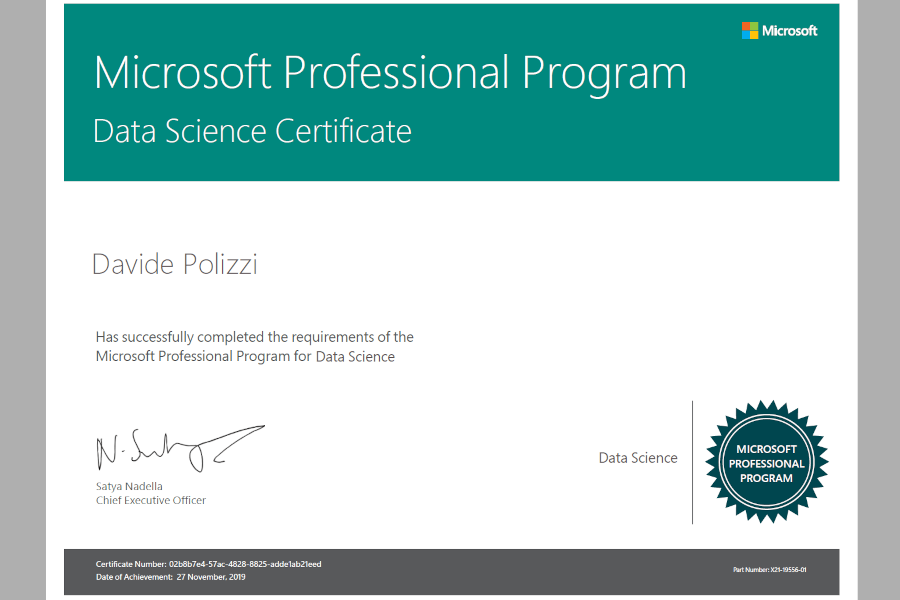 Microsoft
Microsoft Professional Program
Data Science Certificate
Davide Polizzi
Has successfully completed the requirements of the
Microsoft Professional Program for Data Science
Satya Nadella
Chief Executive Officer
Data Science
MICROSOFT
PROFESSIONAL
PROGRAM
Certificate Number: 02b8b7e4-57ac-4828-8825-adde1ab21eed
Date of Achievement: 27 November, 2019
Part Number: X21-19556-01